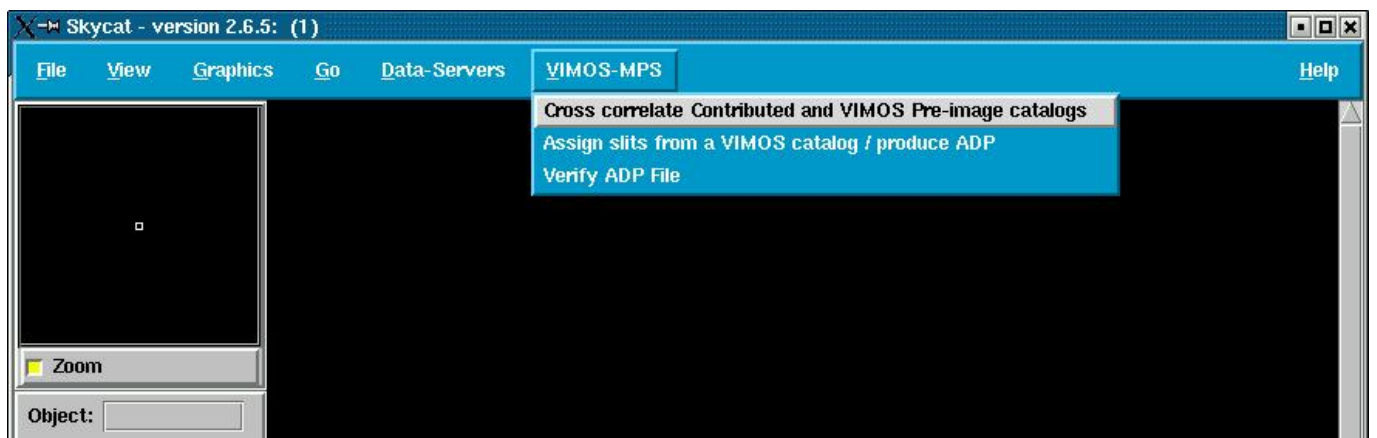 Skycat - version 2.6.5: (1)
File View Graphics Go Data-Servers VIMOS-MPS Help
Cross correlate Contributed and VIMOS Pre-image catalogs
Assign slits from a VIMOS catalog / produce ADP
Verify ADP File
Zoom
Object: